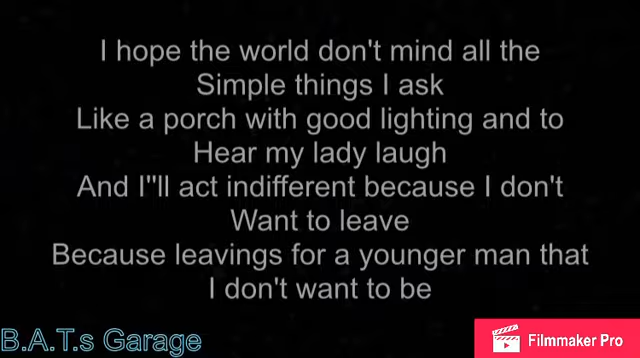 I hope the world don't mind all the
Simple things I ask
Like a porch with good lighting and to
Hear my lady laugh
And I"ll act indifferent because I don't
Want to leave
Because leavings for a younger man that
I don't want to be
B.A.T.s Garage
Filmmaker Pro